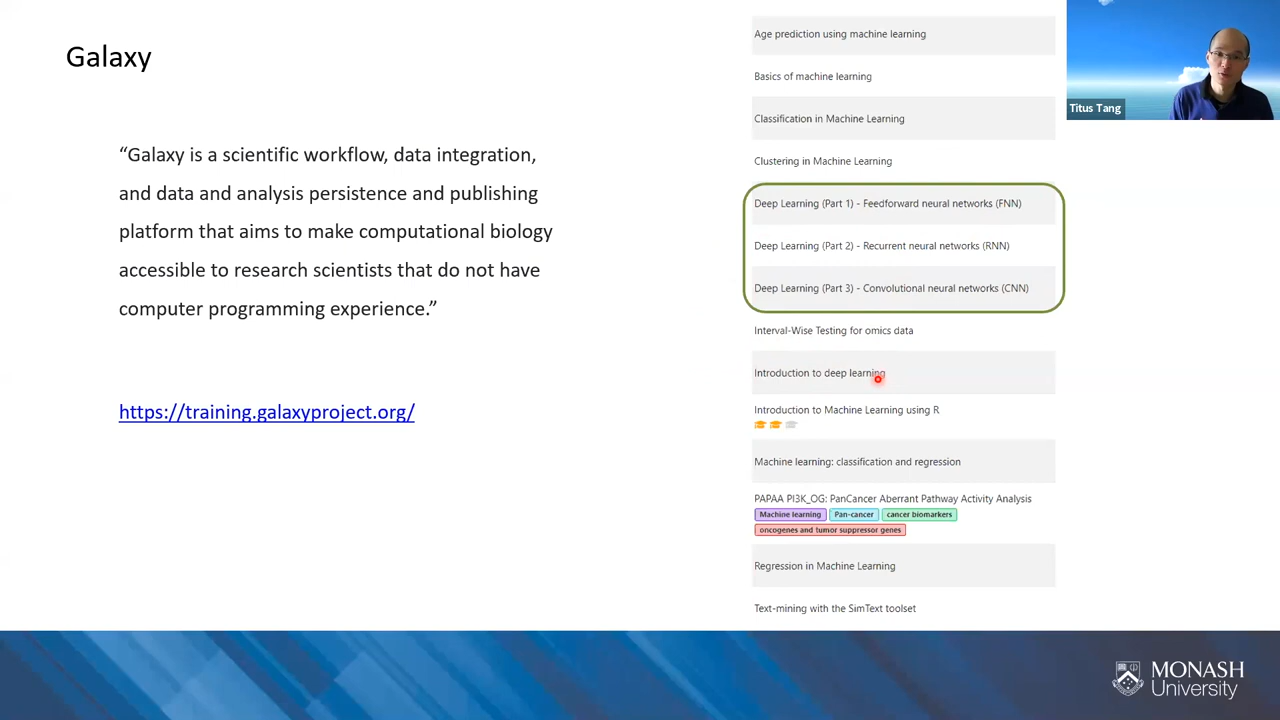 Galaxy
“Galaxy is a scientific workflow, data integration,
and data and analysis persistence and publishing
platform that aims to make computational biology
accessible to research scientists that do not have
computer programming experience.”
https://training.galaxyproject.org/
Age prediction using machine learning
Basics of machine learning
Classification in Machine Learning
Clustering in Machine Learning
Deep Learning (Part 1) - Feedforward neural networks (FNN)
Deep Learning (Part 2) - Recurrent neural networks (RNN)
Deep Learning (Part 3) - Convolutional neural networks (CNN)
Interval-Wise Testing for omics data
Introduction to deep learning
Introduction to Machine Learning using R
Machine learning: classification and regression
PAPAA PI3K_OG: PanCancer Aberrant Pathway Activity Analysis
Machine learning Pan-cancer cancer biomarkers
oncogenes and tumor suppressor genes
Regression in Machine Learning
Text-mining with the SimText toolset
Titus Tang
MONASH
University